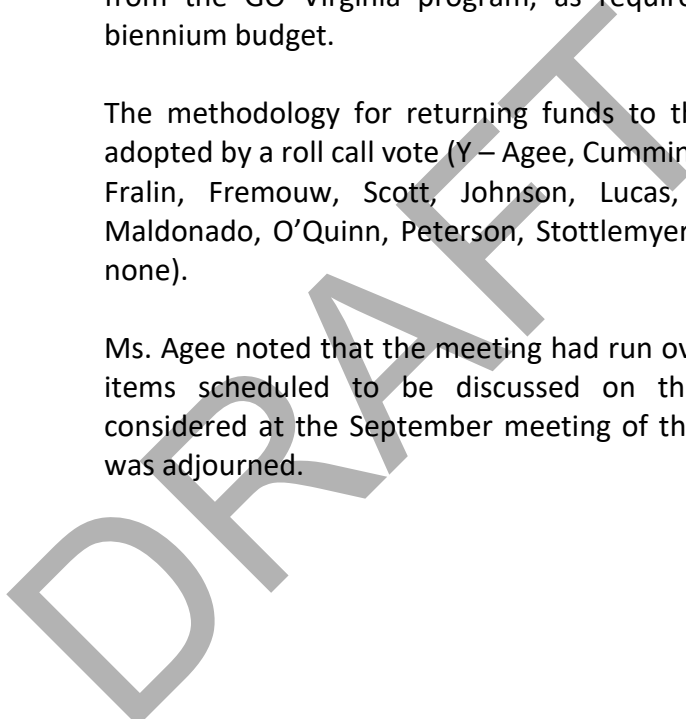 from the GO Virginia program, as require
biennium budget.
The methodology for returning funds to th
adopted by a roll call vote (Y – Agee, Cummin
Fralin, Fremouw, Scott, Johnson, Lucas,
Maldonado, O'Quinn, Peterson, Stottlemyer
none).
Ms. Agee noted that the meeting had run ov
items scheduled to be discussed on th
considered at the September meeting of th
was adjourned.
DRAFT